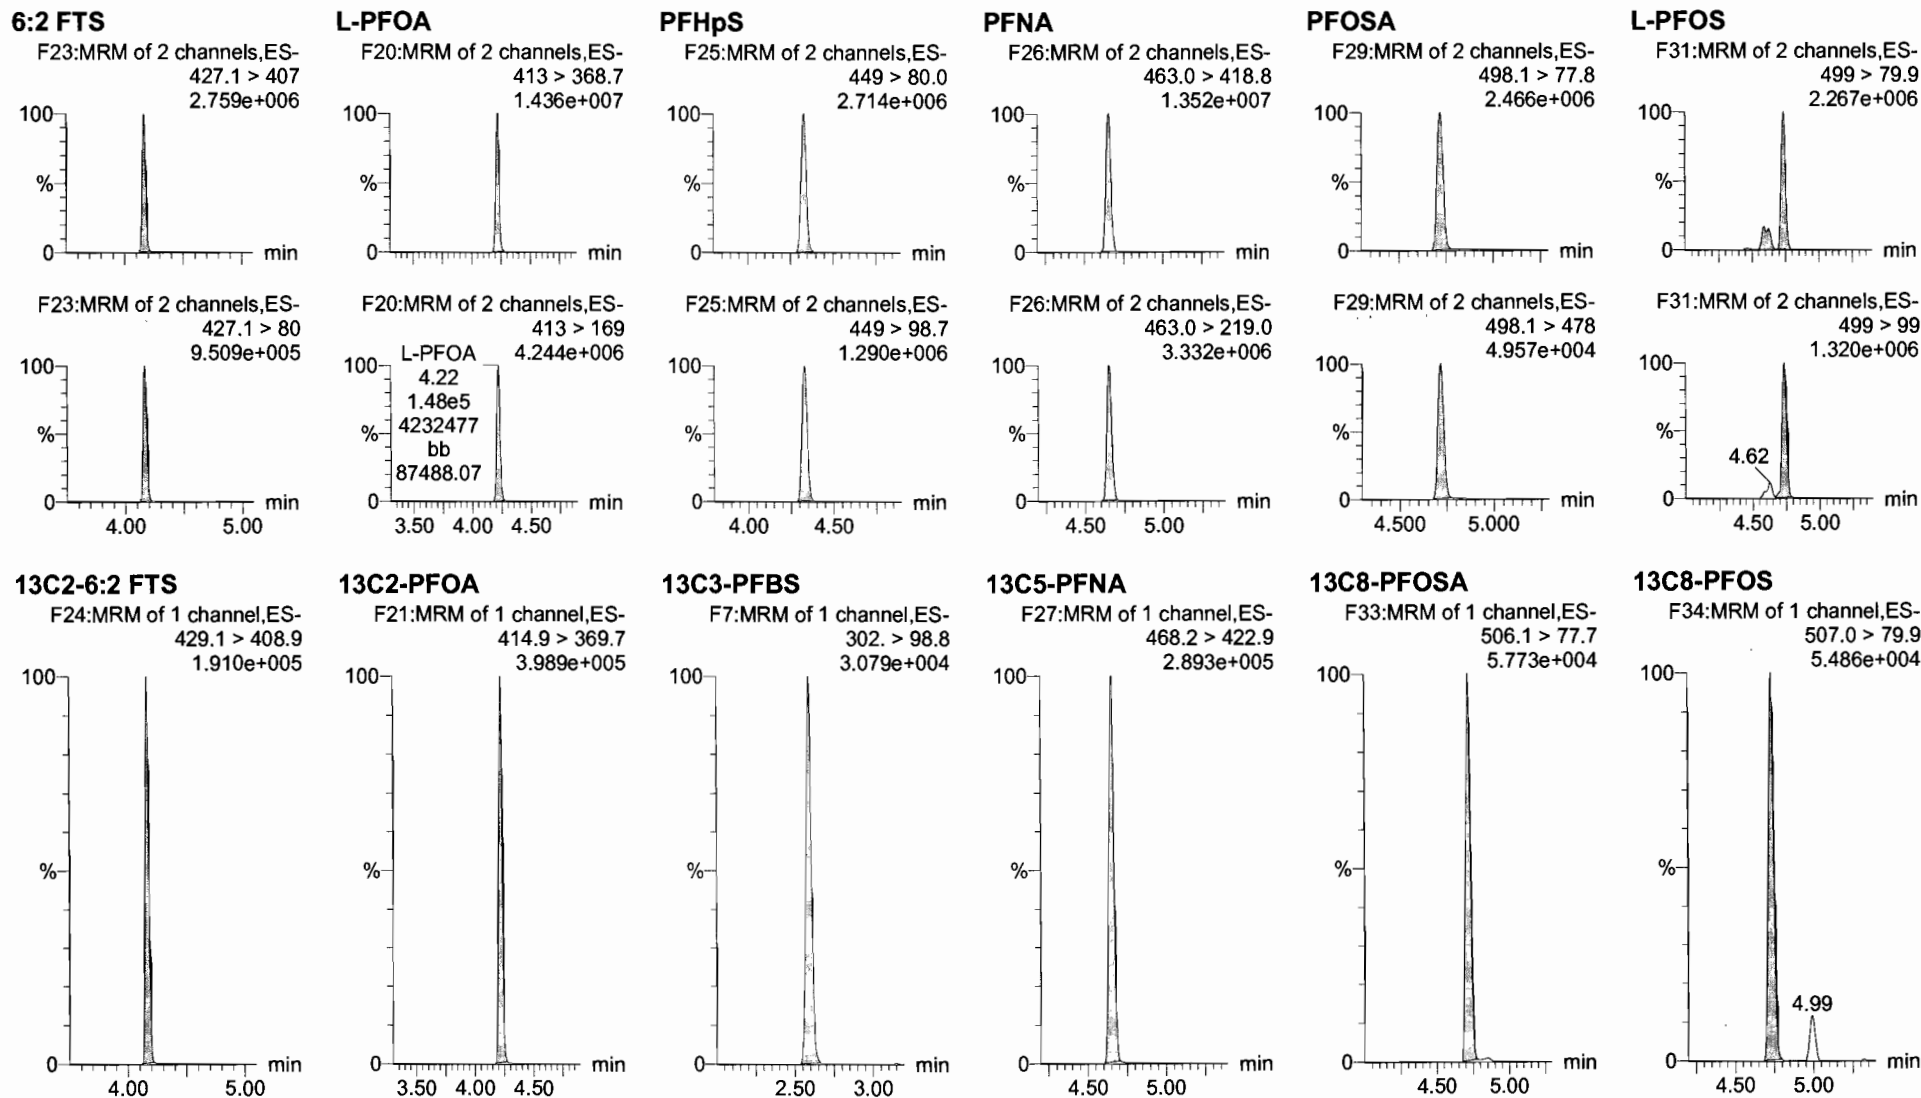 6:2 FTS
F23:MRM of 2 channels,ES-
427.1 > 407
2.759e+006
100
%
0
min
L-PFOA
F20:MRM of 2 channels,ES-
413 > 368.7
1.436e+007
100
%
0
min
PFHpS
F25:MRM of 2 channels,ES-
449 > 80.0
2.714e+006
100
%
0
min
PFNA
F26:MRM of 2 channels,ES-
463.0 > 418.8
1.352e+007
100
%
0
min
PFOSA
F29:MRM of 2 channels,ES-
498.1 > 77.8
2.466e+006
100
%
0
min
L-PFOS
F31:MRM of 2 channels,ES-
499 > 79.9
2.267e+006
100
%
0
min
F23:MRM of 2 channels,ES-
427.1 > 80
9.509e+005
100
%
0
min
4.00 5.00
F20:MRM of 2 channels,ES-
413 > 169
4.244e+006
L-PFOA
4.22
1.48e5
4232477
bb
87488.07
100
%
0
min
3.50 4.00 4.50
F25:MRM of 2 channels,ES-
449 > 98.7
1.290e+006
100
%
0
min
4.00 4.50
F26:MRM of 2 channels,ES-
463.0 > 219.0
3.332e+006
100
%
0
min
4.50 5.00
F29:MRM of 2 channels,ES-
498.1 > 478
4.957e+004
100
%
0
min
4.500 5.000
F31:MRM of 2 channels,ES-
499 > 99
1.320e+006
100
%
4.62
0
min
4.50 5.00
13C2-6:2 FTS
F24:MRM of 1 channel,ES-
429.1 > 408.9
1.910e+005
100
%
0
min
4.00 5.00
13C2-PFOA
F21:MRM of 1 channel,ES-
414.9 > 369.7
3.989e+005
100
%
0
min
3.50 4.00 4.50
13C3-PFBS
F7:MRM of 1 channel,ES-
302. > 98.8
3.079e+004
100
%
0
min
2.50 3.00
13C5-PFNA
F27:MRM of 1 channel,ES-
468.2 > 422.9
2.893e+005
100
%
0
min
4.50 5.00
13C8-PFOSA
F33:MRM of 1 channel,ES-
506.1 > 77.7
5.773e+004
100
%
0
min
4.50 5.00
13C8-PFOS
F34:MRM of 1 channel,ES-
507.0 > 79.9
5.486e+004
100
%
4.99
0
min
4.50 5.00